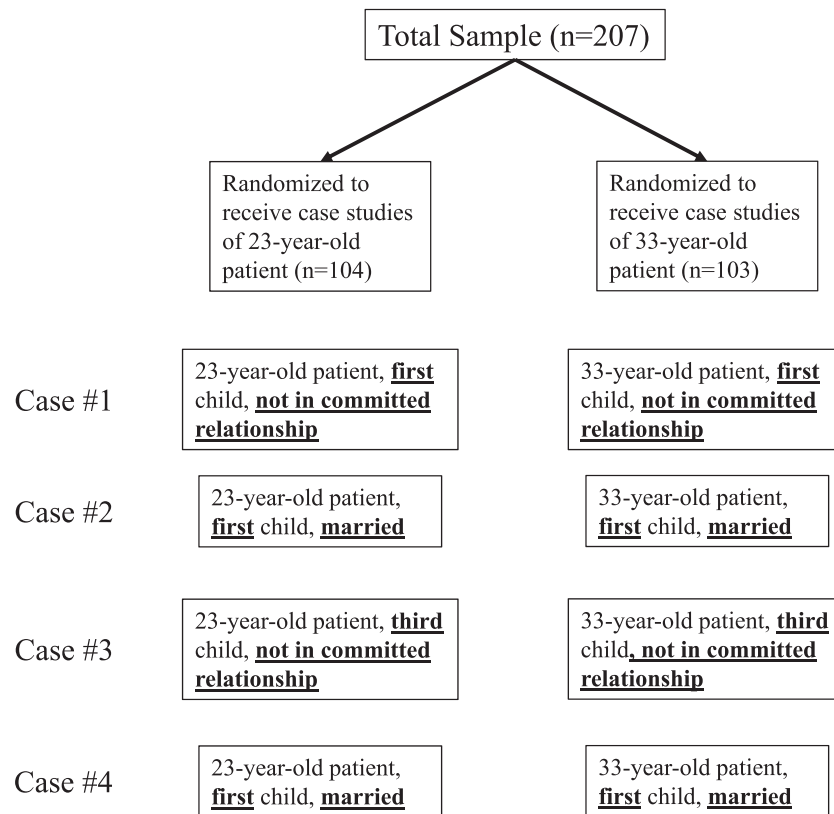 Total Sample (n=207)
Randomized to
receive case studies
of 23-year-old
patient (n=104)
Randomized to
receive case studies
of 33-year-old
patient (n=103)
Case #1
23-year-old patient, first
child, not in committed
relationship
33-year-old patient, first
child, not in committed
relationship
Case #2
23-year-old patient,
first child, married
33-year-old patient,
first child, married
Case #3
23-year-old patient, third
child, not in committed
relationship
33-year-old patient, third
child, not in committed
relationship
Case #4
23-year-old patient,
first child, married
33-year-old patient,
first child, married